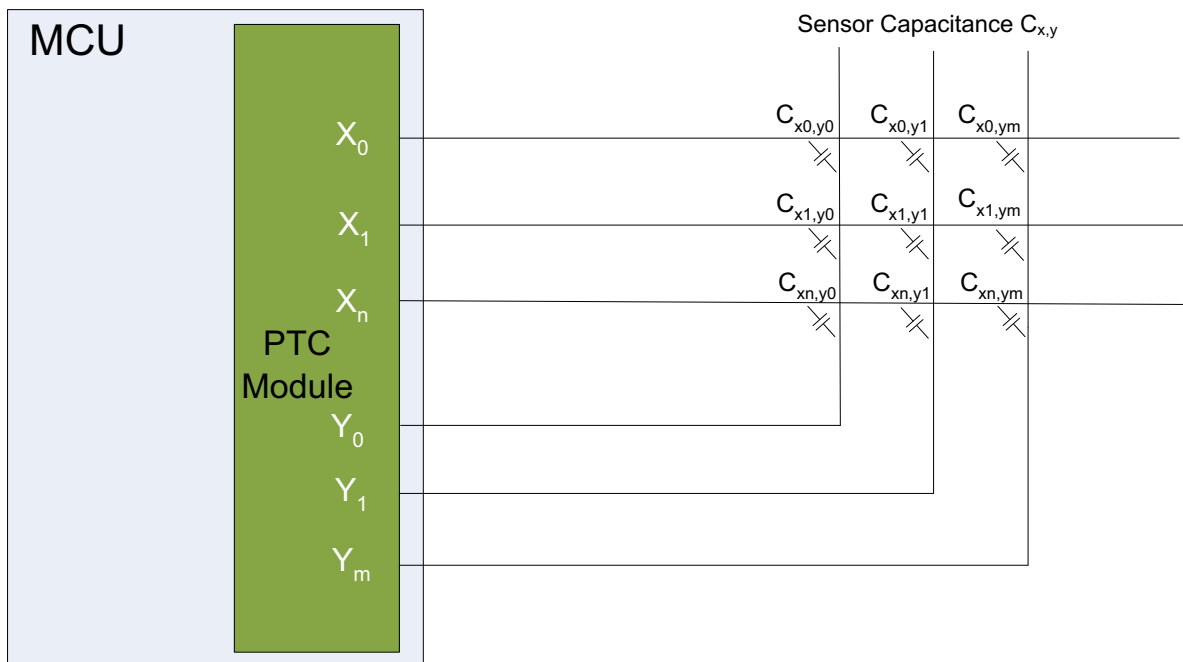 MCU
Sensor Capacitance Cx,y
Cx0,y0 Cx0,y1 Cx0,ym
X0
Cx1,y0 Cx1,y1 Cx1,ym
X1
Cxn,y0 Cxn,y1 Cxn,ym
Xn
PTC
Module
Y0
Y1
Ym